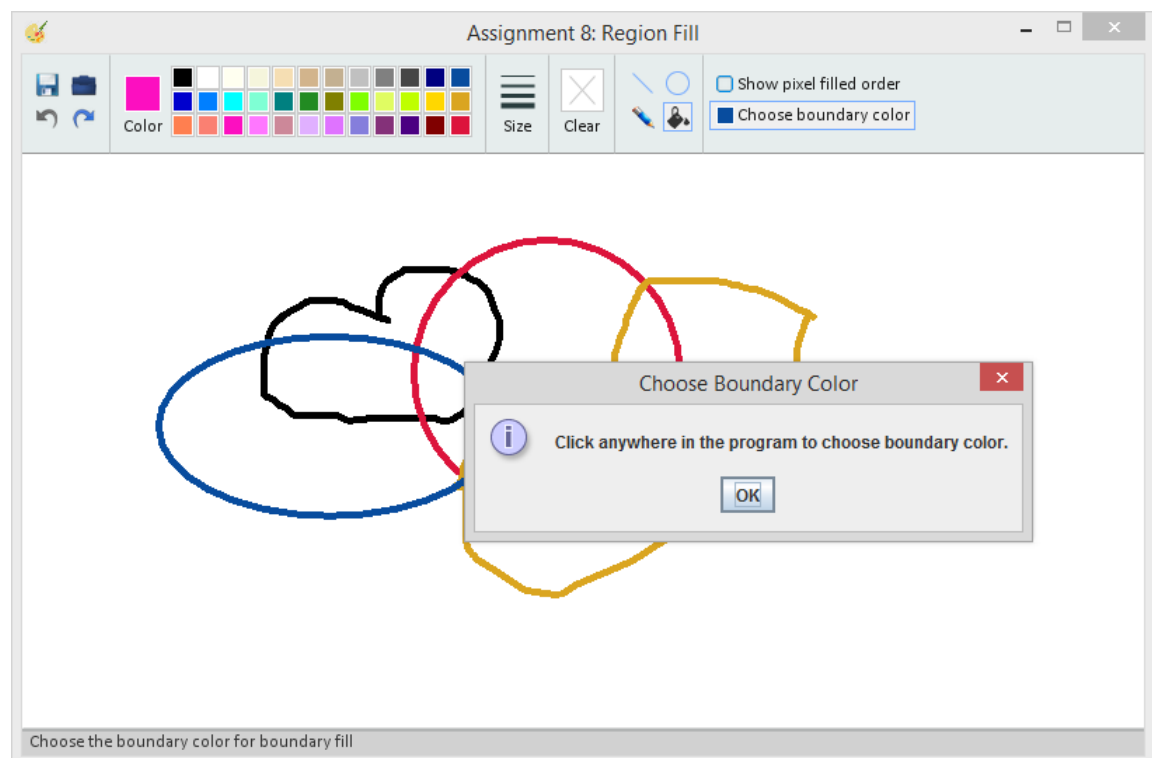 Assignment 8: Region Fill
Color
Size
Clear
Show pixel filled order
Choose boundary color
Choose Boundary Color
Click anywhere in the program to choose boundary color.
OK
Choose the boundary color for boundary fill